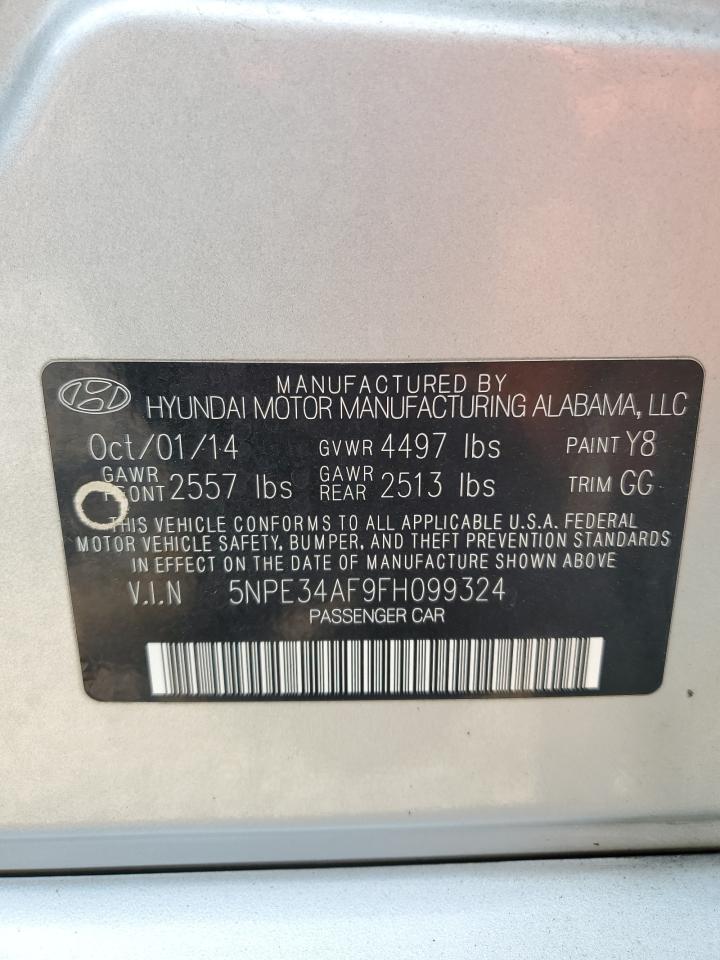 MANUFACTURED BY
HYUNDAI MOTOR MANUFACTURING ALABAMA, LLC
Oct/01/14 GVWR 4497 lbs PAINT Y8
GAWR FRONT 2557 lbs GAWR REAR 2513 lbs TRIM GG
THIS VEHICLE CONFORMS TO ALL APPLICABLE U.S.A. FEDERAL
MOTOR VEHICLE SAFETY, BUMPER, AND THEFT PREVENTION STANDARDS
IN EFFECT ON THE DATE OF MANUFACTURE SHOWN ABOVE
V.I.N 5NPE34AF9FH099324
PASSENGER CAR